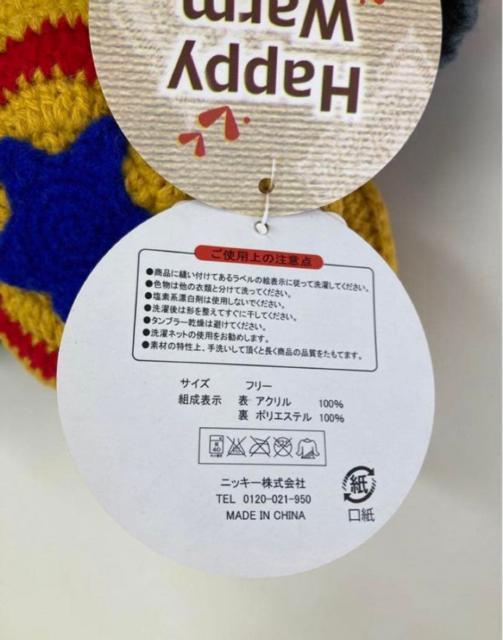 Happy
Warm
ご使用上の注意点
●商品に縫い付けてあるラベルの絵表示に従って洗濯してください。
●色物は他の衣類と分けて洗ってください。
●塩素系漂白剤は使用しないでください。
●洗濯後は形を整えてすぐに干してください。
●タンブラー乾燥は避けてください。
●洗濯ネットの使用をお勧めします。
●素材の特性上、手洗いして頂くと長く商品の品質をたもてます。
サイズ フリー
組成表示 表 アクリル 100%
裏 ポリエステル 100%
40
ニッキー株式会社
TEL 0120-021-950
MADE IN CHINA
紙
口紙